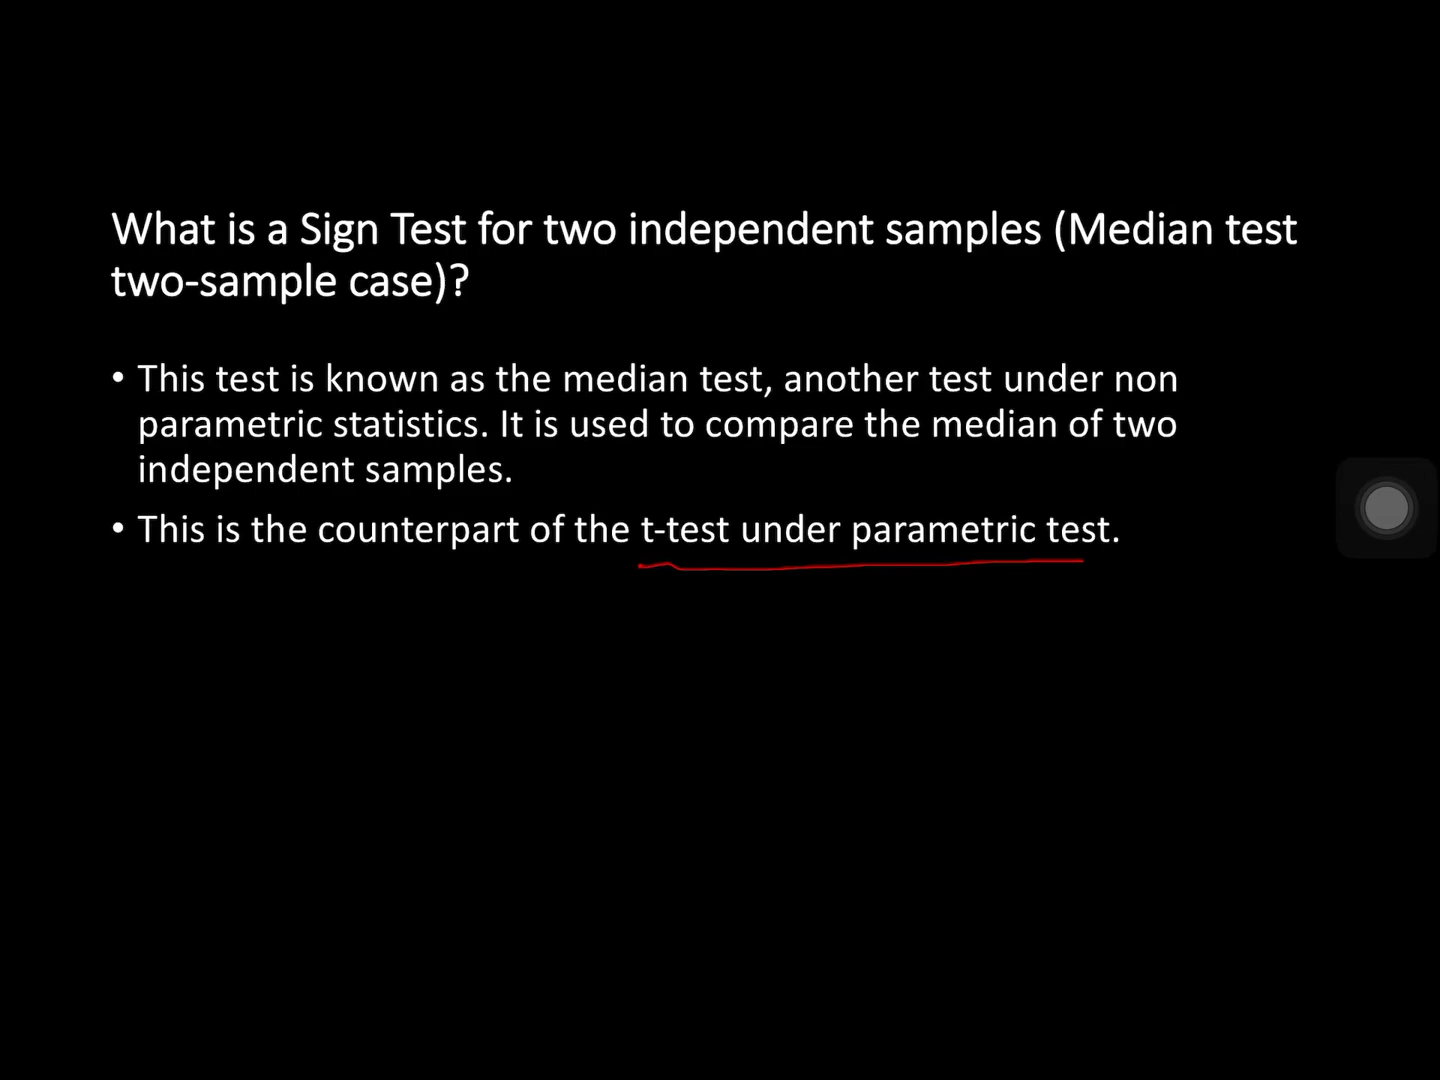 What is a Sign Test for two independent samples (Median test
two-sample case)?
• This test is known as the median test, another test under non
parametric statistics. It is used to compare the median of two
independent samples.
• This is the counterpart of the t-test under parametric test.